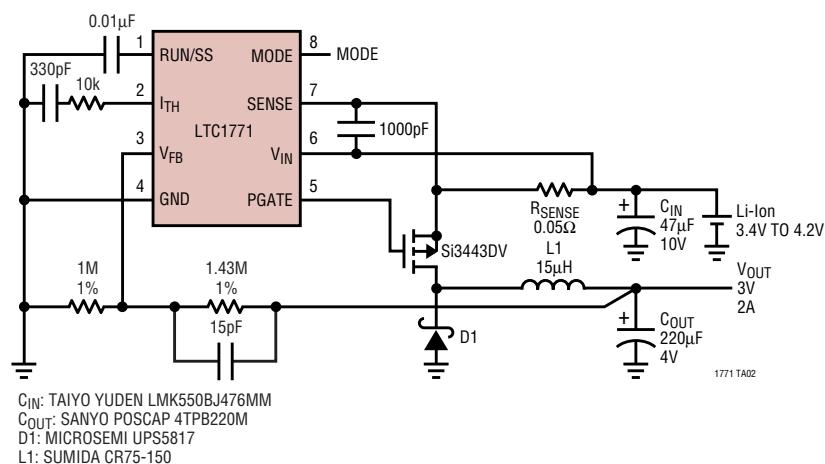 0.01µF
1
RUN/SS
MODE
8
MODE
330pF
10k
2
ITH
SENSE
7
LTC1771
1000pF
3
VFB
VIN
6
4
GND
PGATE
5
RSENSE
0.05Ω
CIN
47µF
10V
+
Li-Ion
3.4V TO 4.2V
Si3443DV
L1
15µH
1M
1%
1.43M
1%
15pF
VOUT
3V
2A
D1
+
COUT
220µF
4V
1771 TA02
CIN: TAIYO YUDEN LMK550BJ476MM
COUT: SANYO POSCAP 4TPB220M
D1: MICROSEMI UPS5817
L1: SUMIDA CR75-150